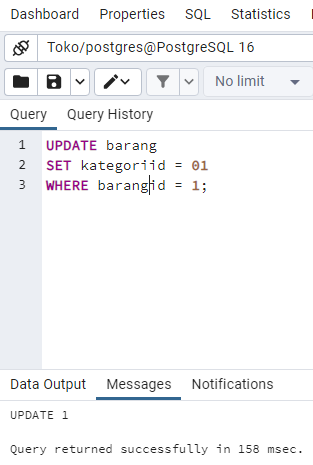 Dashboard Properties SQL Statistics
Toko/postgres@PostgreSQL 16
No limit
Query Query History
1 UPDATE barang
2 SET kategoriid = 01
3 WHERE barangid = 1;
Data Output Messages Notifications
UPDATE 1
Query returned successfully in 158 msec.